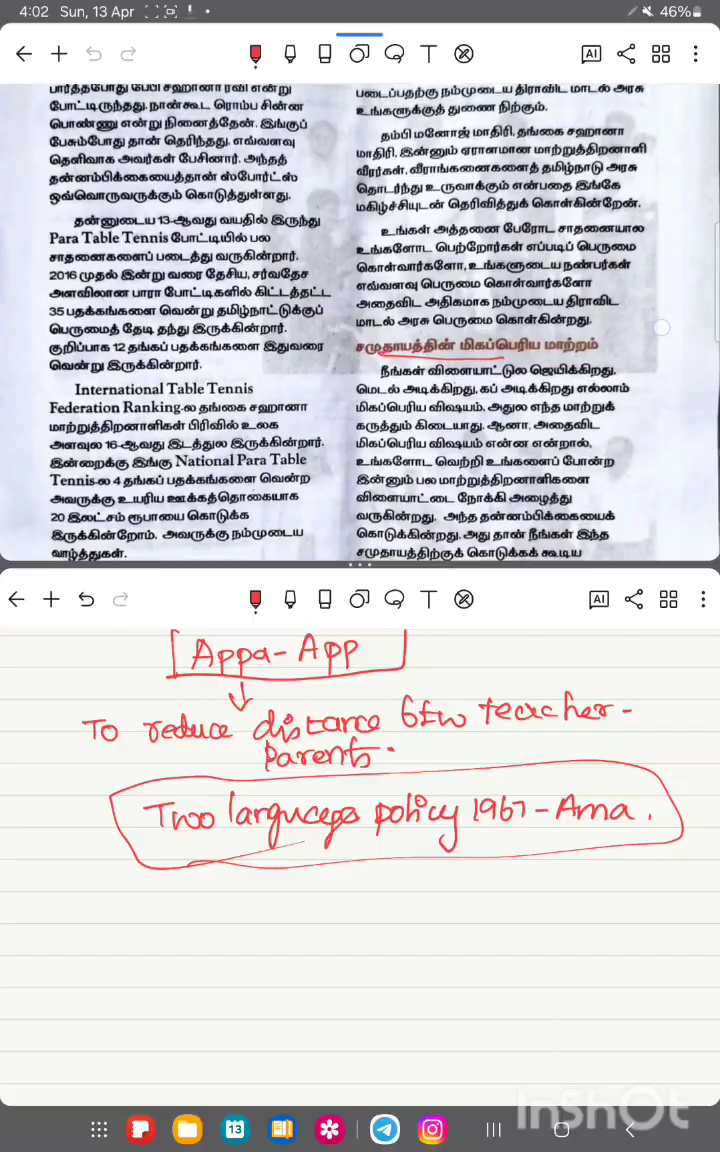 4:02 Sun, 13 Apr
46%
பார்த்தபோது பேபி சஹானா ரவி என்று
போட்டிருந்தது. நான்கூட ரொம்ப சின்ன
பொண்ணு என்று நினைத்தேன். இங்குப்
பேசும்போது தான் தெரிந்தது. எவ்வளவு
தெளிவாக அவர்கள் பேசினார். அந்தத்
தன்னம்பிக்கையைத்தான் ஸ்போர்ட்ஸ்
ஒவ்வொருவருக்கும் கொடுத்துள்ளது.
தன்னுடைய 13-ஆவது வயதில் இருந்து
Para Table Tennis போட்டியில் பல
சாதனைகளைப் படைத்து வருகின்றார்.
2016 முதல் இன்று வரை தேசிய, சர்வதேச
அளவிலான பாரா போட்டிகளில் கிட்டத்தட்ட
35 பதக்கங்களை வென்று தமிழ்நாட்டுக்குப்
பெருமைத் தேடி தந்து இருக்கின்றார்.
குறிப்பாக 12 தங்கப் பதக்கங்களை இதுவரை
வென்று இருக்கின்றார்.
International Table Tennis
Federation Ranking-ல தங்கை சஹானா
மாற்றுத்திறனாளிகள் பிரிவில் உலக
அளவுல 16-ஆவது இடத்துல இருக்கின்றார்.
இன்றைக்கு இங்கு National Para Table
Tennis-ல 4 தங்கப் பதக்கங்களை வென்ற
அவருக்கு உயரிய ஊக்கத்தொகையாக
20 இலட்சம் ரூபாயை கொடுக்க
இருக்கின்றோம். அவருக்கு நம்முடைய
வாழ்த்துகள்.
படைப்பதற்கு நம்முடைய திராவிட மாடல் அரசு
உங்களுக்குத் துணை நிற்கும்.
தம்பி மனோஜ் மாதிரி, தங்கை சஹானா
மாதிரி, இன்னும் ஏராளமான மாற்றுத்திறனாளி
வீரர்கள், வீராங்கனைகளைத் தமிழ்நாடு அரசு
தொடர்ந்து உருவாக்கும் என்பதை இங்கே
மகிழ்ச்சியுடன் தெரிவித்துக் கொள்கின்றேன்.
உங்கள் அத்தனை பேரோட சாதனையால
உங்களோட பெற்றோர்கள் எப்படிப் பெருமை
கொள்வார்களோ, உங்களுடைய நண்பர்கள்
எவ்வளவு பெருமை கொள்வார்களோ
அதைவிட அதிகமாக நம்முடைய திராவிட
மாடல் அரசு பெருமை கொள்கின்றது.
சமுதாயத்தின் மிகப்பெரிய மாற்றம்
நீங்கள் விளையாட்டுல ஜெயிக்கிறது,
மெடல் அடிக்கிறது, கப் அடிக்கிறது எல்லாம்
மிகப்பெரிய விஷயம். அதுல எந்த மாற்றுக்
கருத்தும் கிடையாது. ஆனா, அதைவிட
மிகப்பெரிய விஷயம் என்ன என்றால்,
உங்களோட வெற்றி உங்களைப் போன்ற
இன்னும் பல மாற்றுத்திறனாளிகளை
விளையாட்டை நோக்கி அழைத்து
வருகின்றது. அந்த தன்னம்பிக்கையைக்
கொடுக்கின்றது. அது தான் நீங்கள் இந்த
சமுதாயத்திற்குக் கொடுக்கக் கூடிய
Appa-App
To reduce distance btw teacher-
parents.
Two languages policy 1967-Anna.
13
InShOt